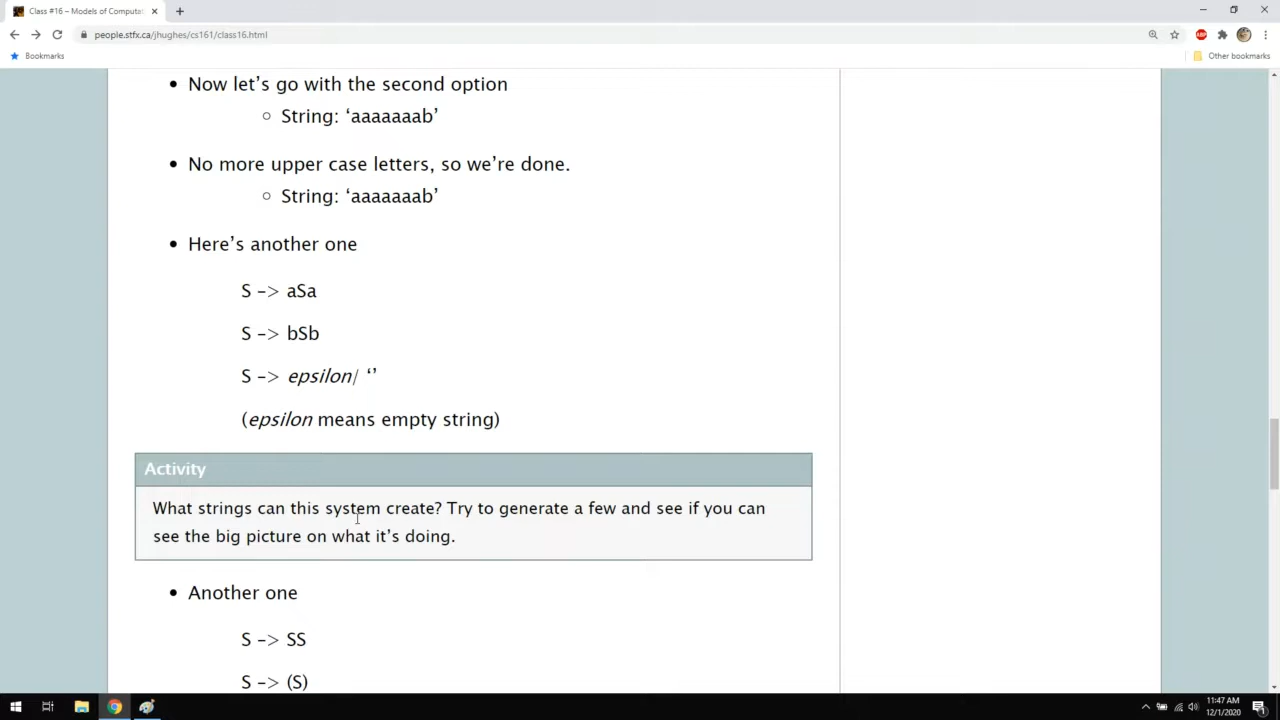 Class #16 – Models of Computat
people.stfx.ca/jhughes/cs161/class16.html
ABP
Bookmarks
Other bookmarks
Now let’s go with the second option
String: ‘aaaaaaab’
No more upper case letters, so we’re done.
String: ‘aaaaaaab’
Here’s another one
S –> aSa
S –> bSb
S –> epsilon/ ‘’
(epsilon means empty string)
Activity
What strings can this system create? Try to generate a few and see if you can
see the big picture on what it’s doing.
Another one
S –> SS
S –> (S)
11:47 AM
12/1/2020
1